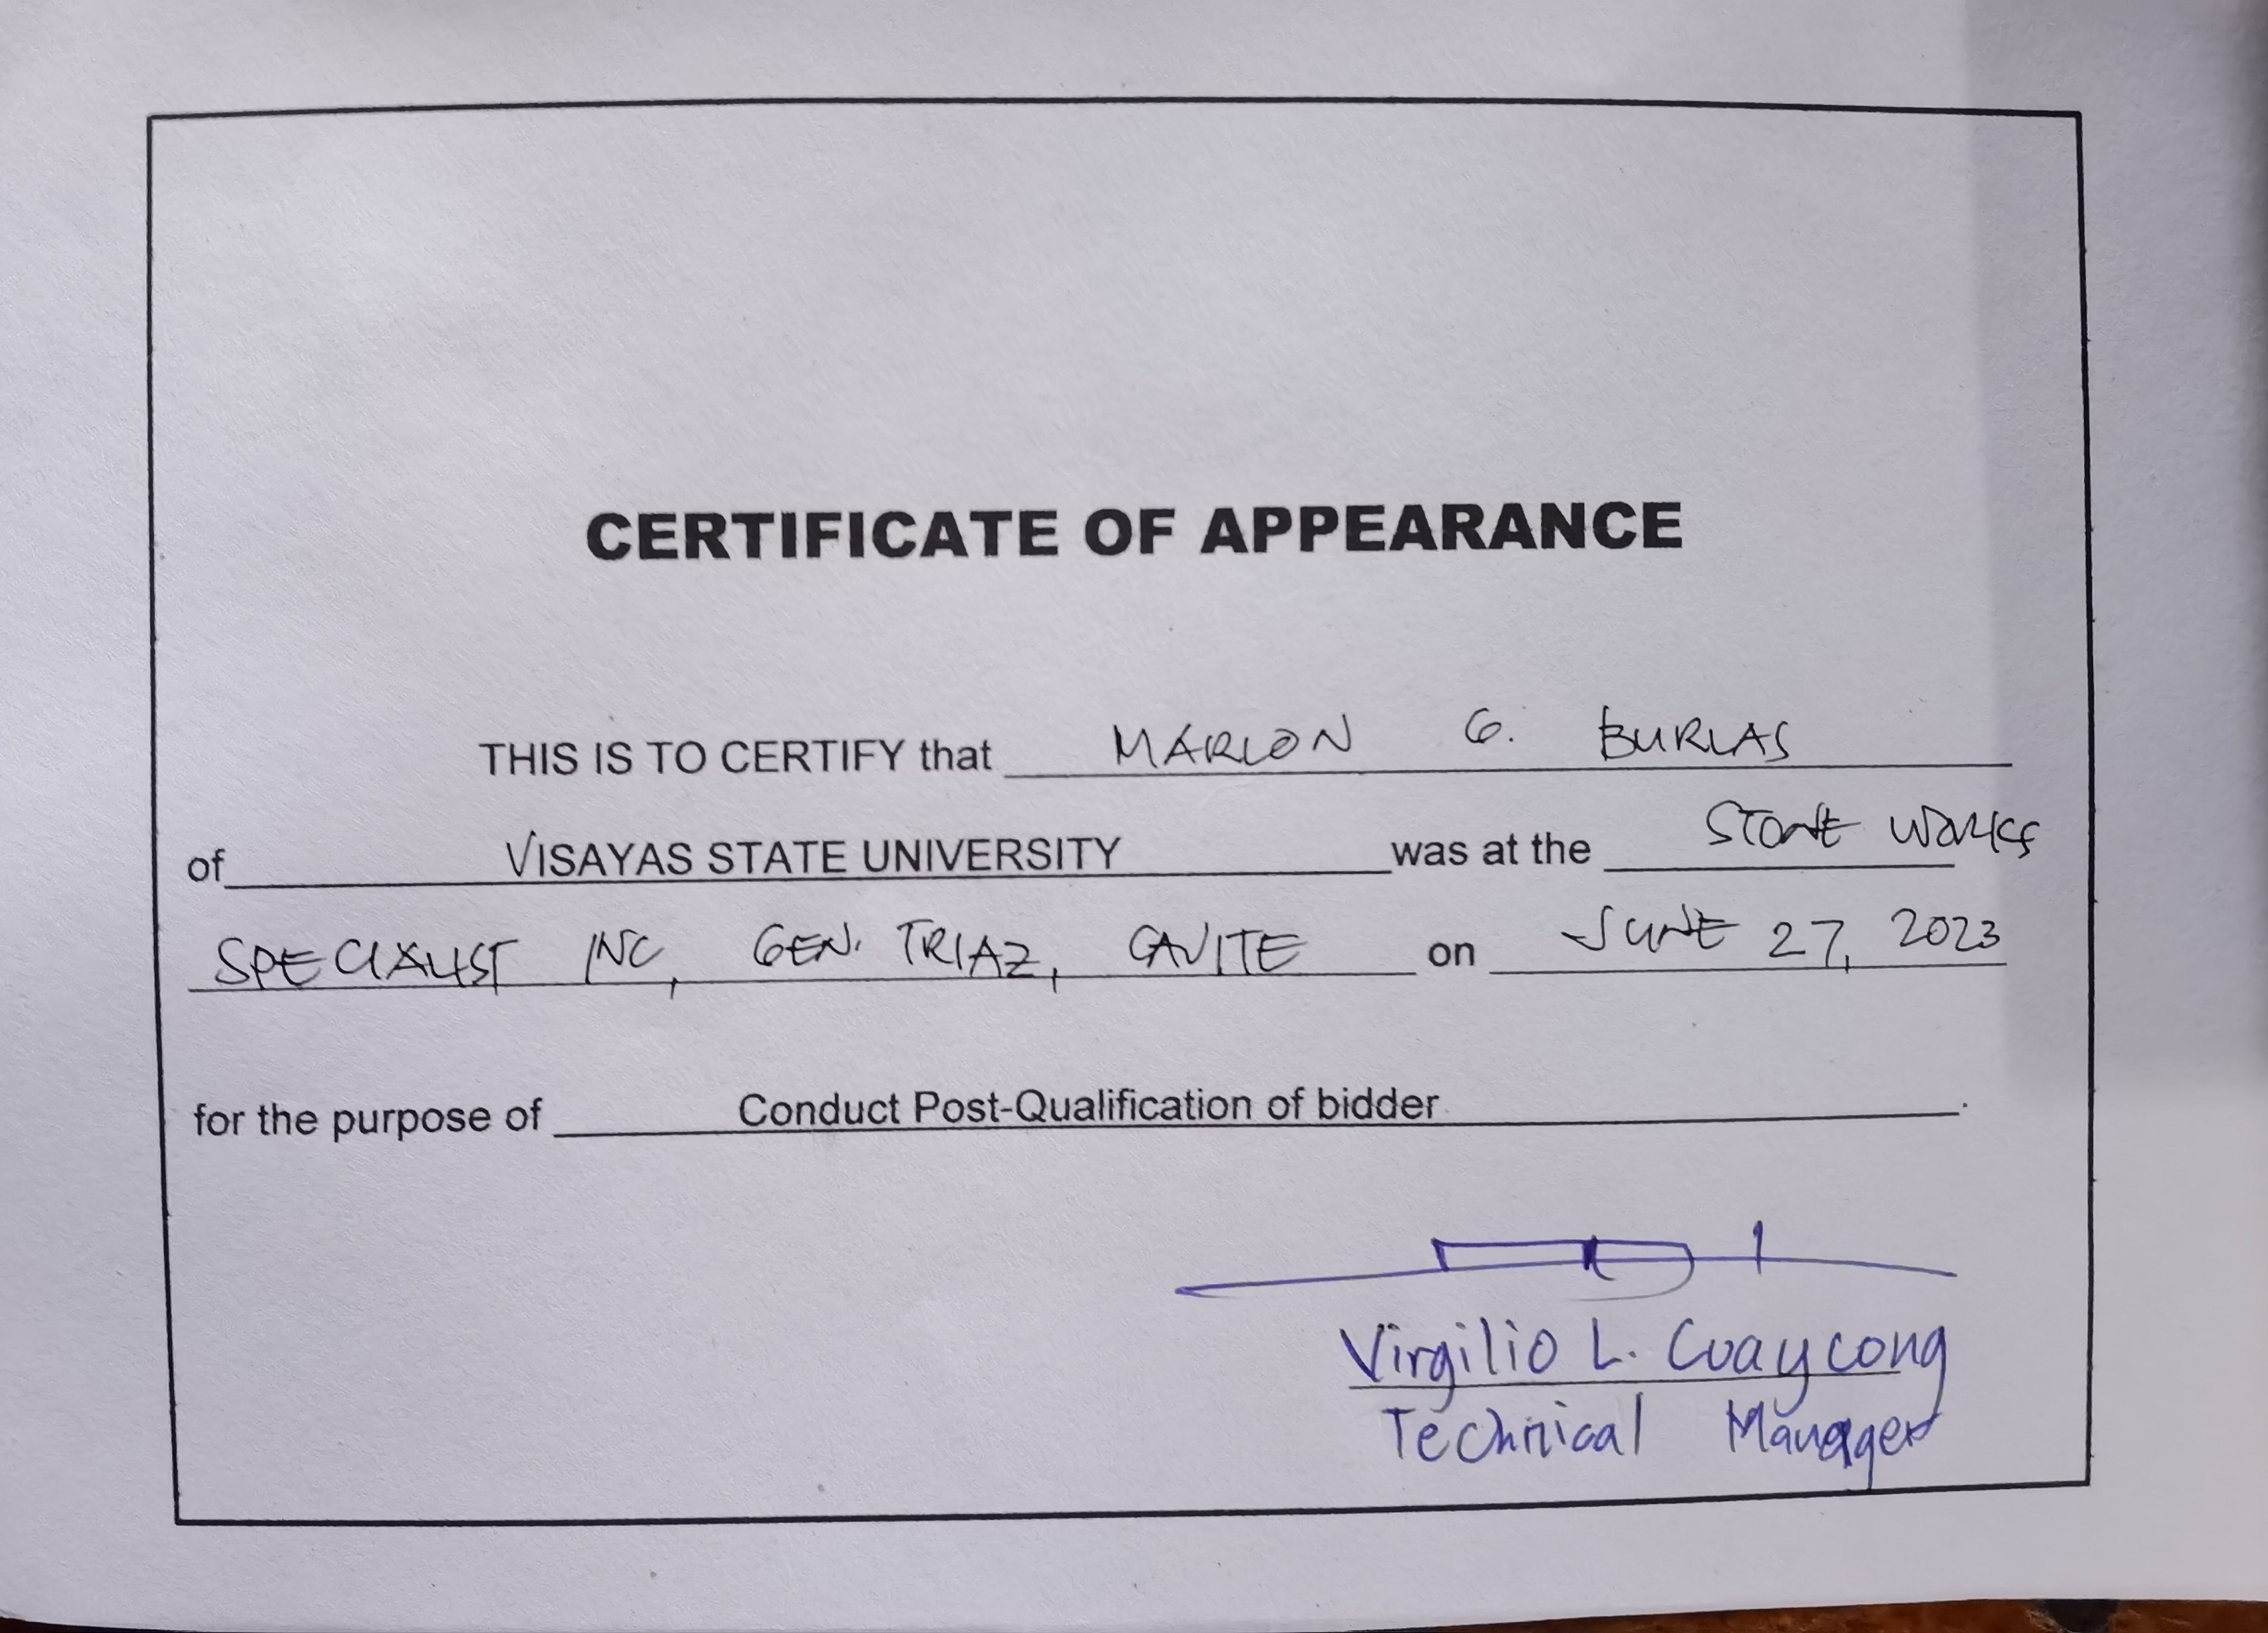 CERTIFICATE OF APPEARANCE
THIS IS TO CERTIFY that MARLON G. BURLAS
of VISAYAS STATE UNIVERSITY was at the STONE WORKS
SPECIALIST INC, GEN. TRIAZ, CAVITE on JUNE 27, 2023
for the purpose of Conduct Post-Qualification of bidder.
Virgilio L. Cuaycong
Technical Manager